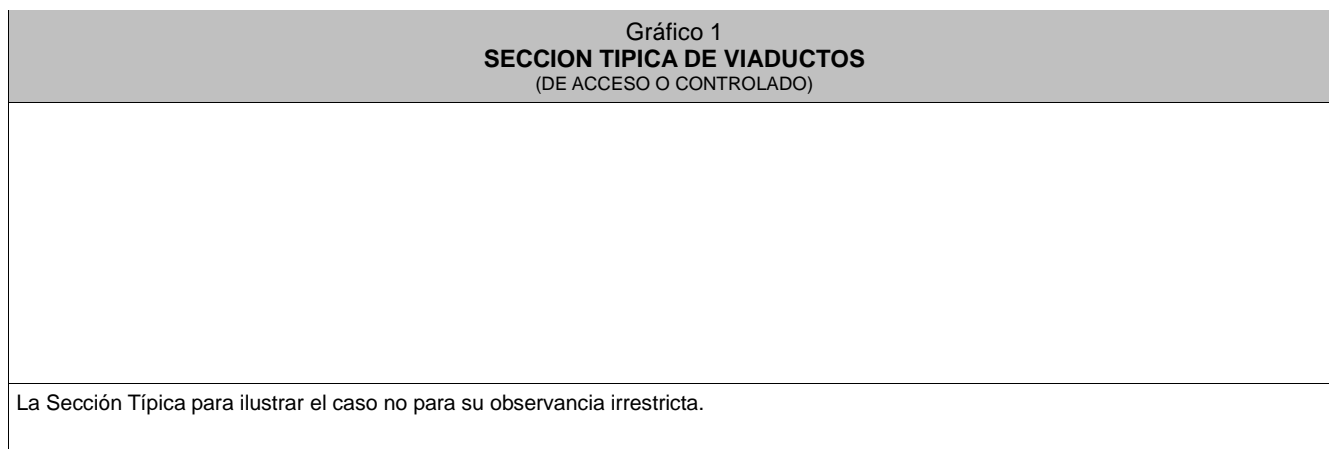 Gráfico 1
SECCION TIPICA DE VIADUCTOS
(DE ACCESO O CONTROLADO)
La Sección Típica para ilustrar el caso no para su observancia irrestricta.